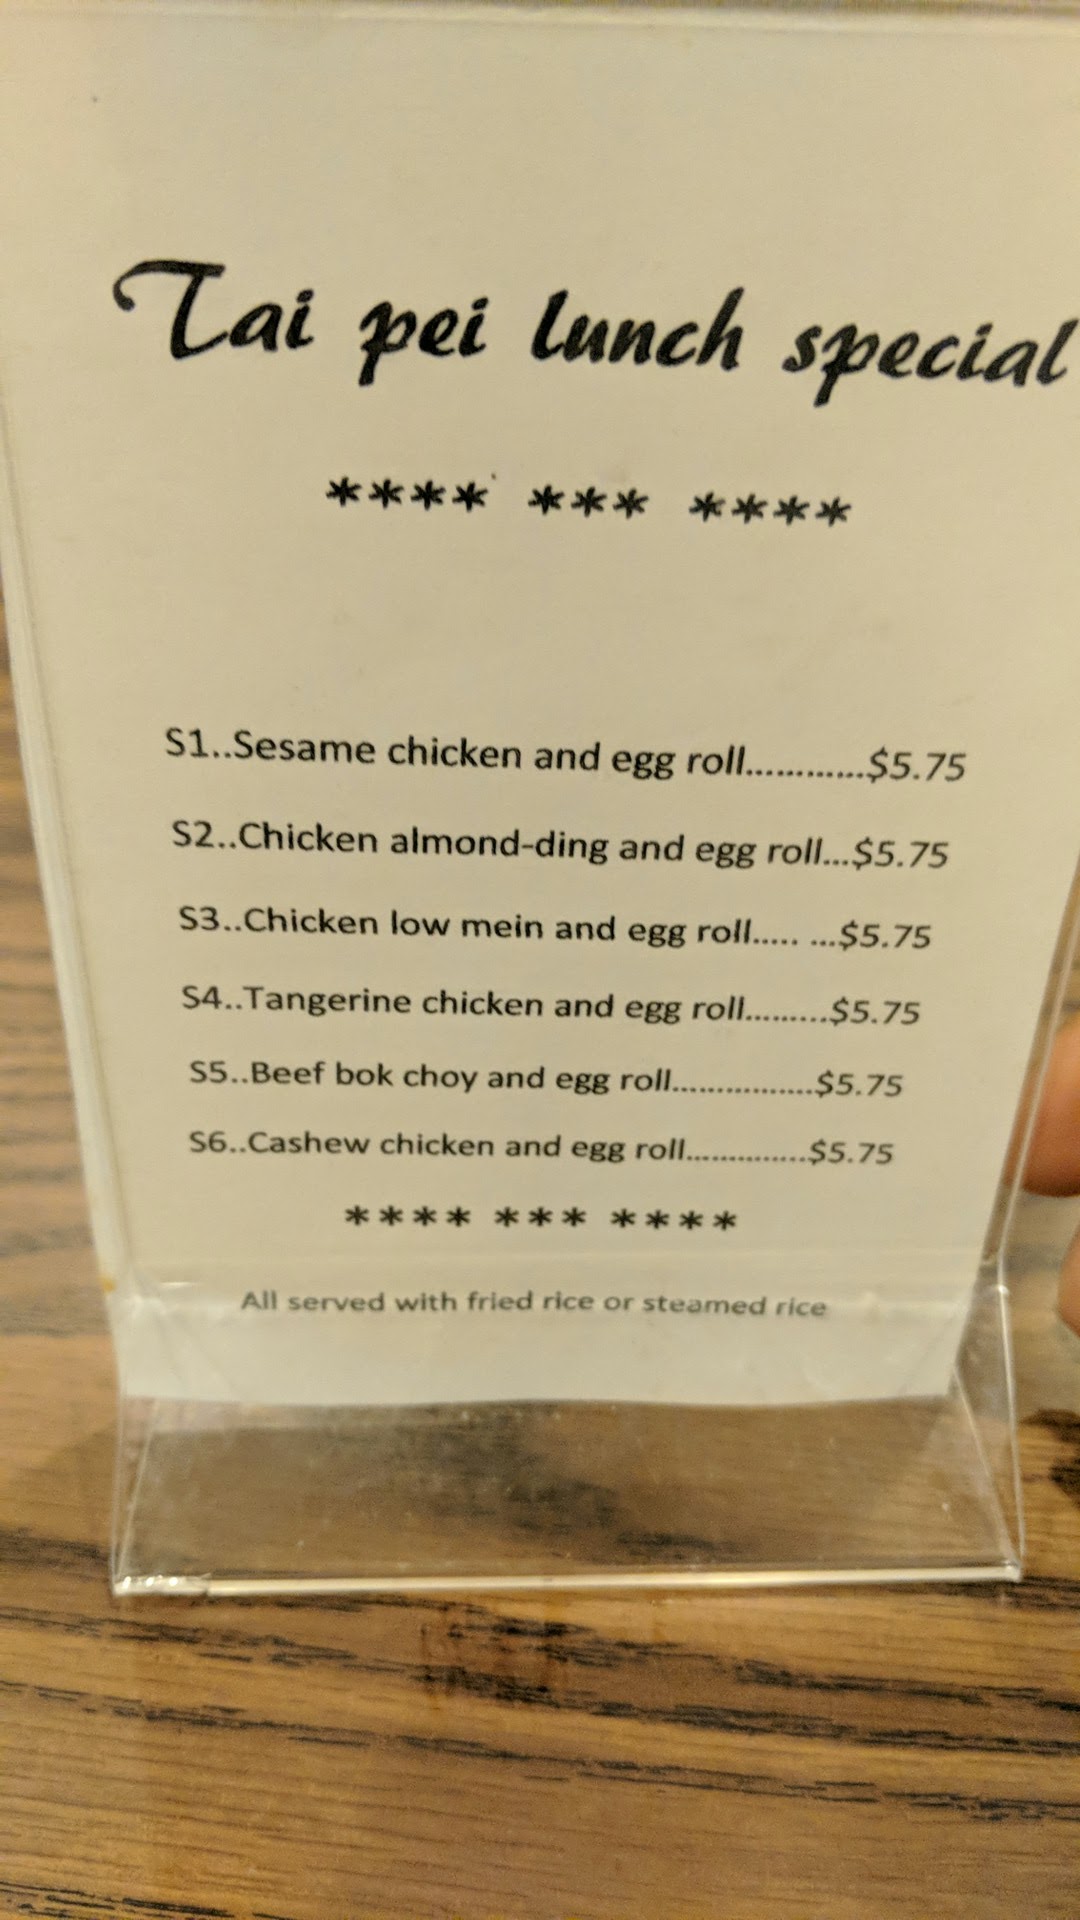 Tai pei lunch special
**** *** ****
S1..Sesame chicken and egg roll............$5.75
S2..Chicken almond-ding and egg roll...$5.75
S3..Chicken low mein and egg roll..... ...$5.75
S4..Tangerine chicken and egg roll.........$5.75
S5..Beef bok choy and egg roll...............$5.75
S6..Cashew chicken and egg roll..............$5.75
**** *** ****
All served with fried rice or steamed rice